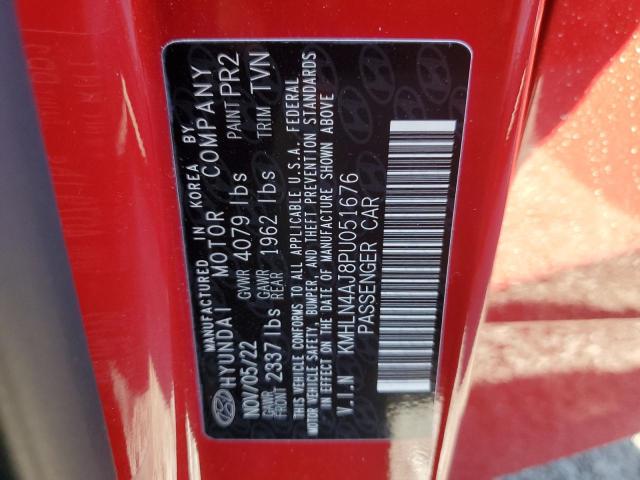 MANUFACTURED IN KOREA BY
HYUNDAI MOTOR COMPANY
NOV/05/22 GVWR 4079 lbs PAINT PR2
GAWR FRONT 2337 lbs GAWR REAR 1962 lbs TRIM TVN
THIS VEHICLE CONFORMS TO ALL APPLICABLE U.S.A. FEDERAL
MOTOR VEHICLE SAFETY, BUMPER, AND THEFT PREVENTION STANDARDS
IN EFFECT ON THE DATE OF MANUFACTURE SHOWN ABOVE
V.I.N KMHLN4AJ8PU051676
PASSENGER CAR